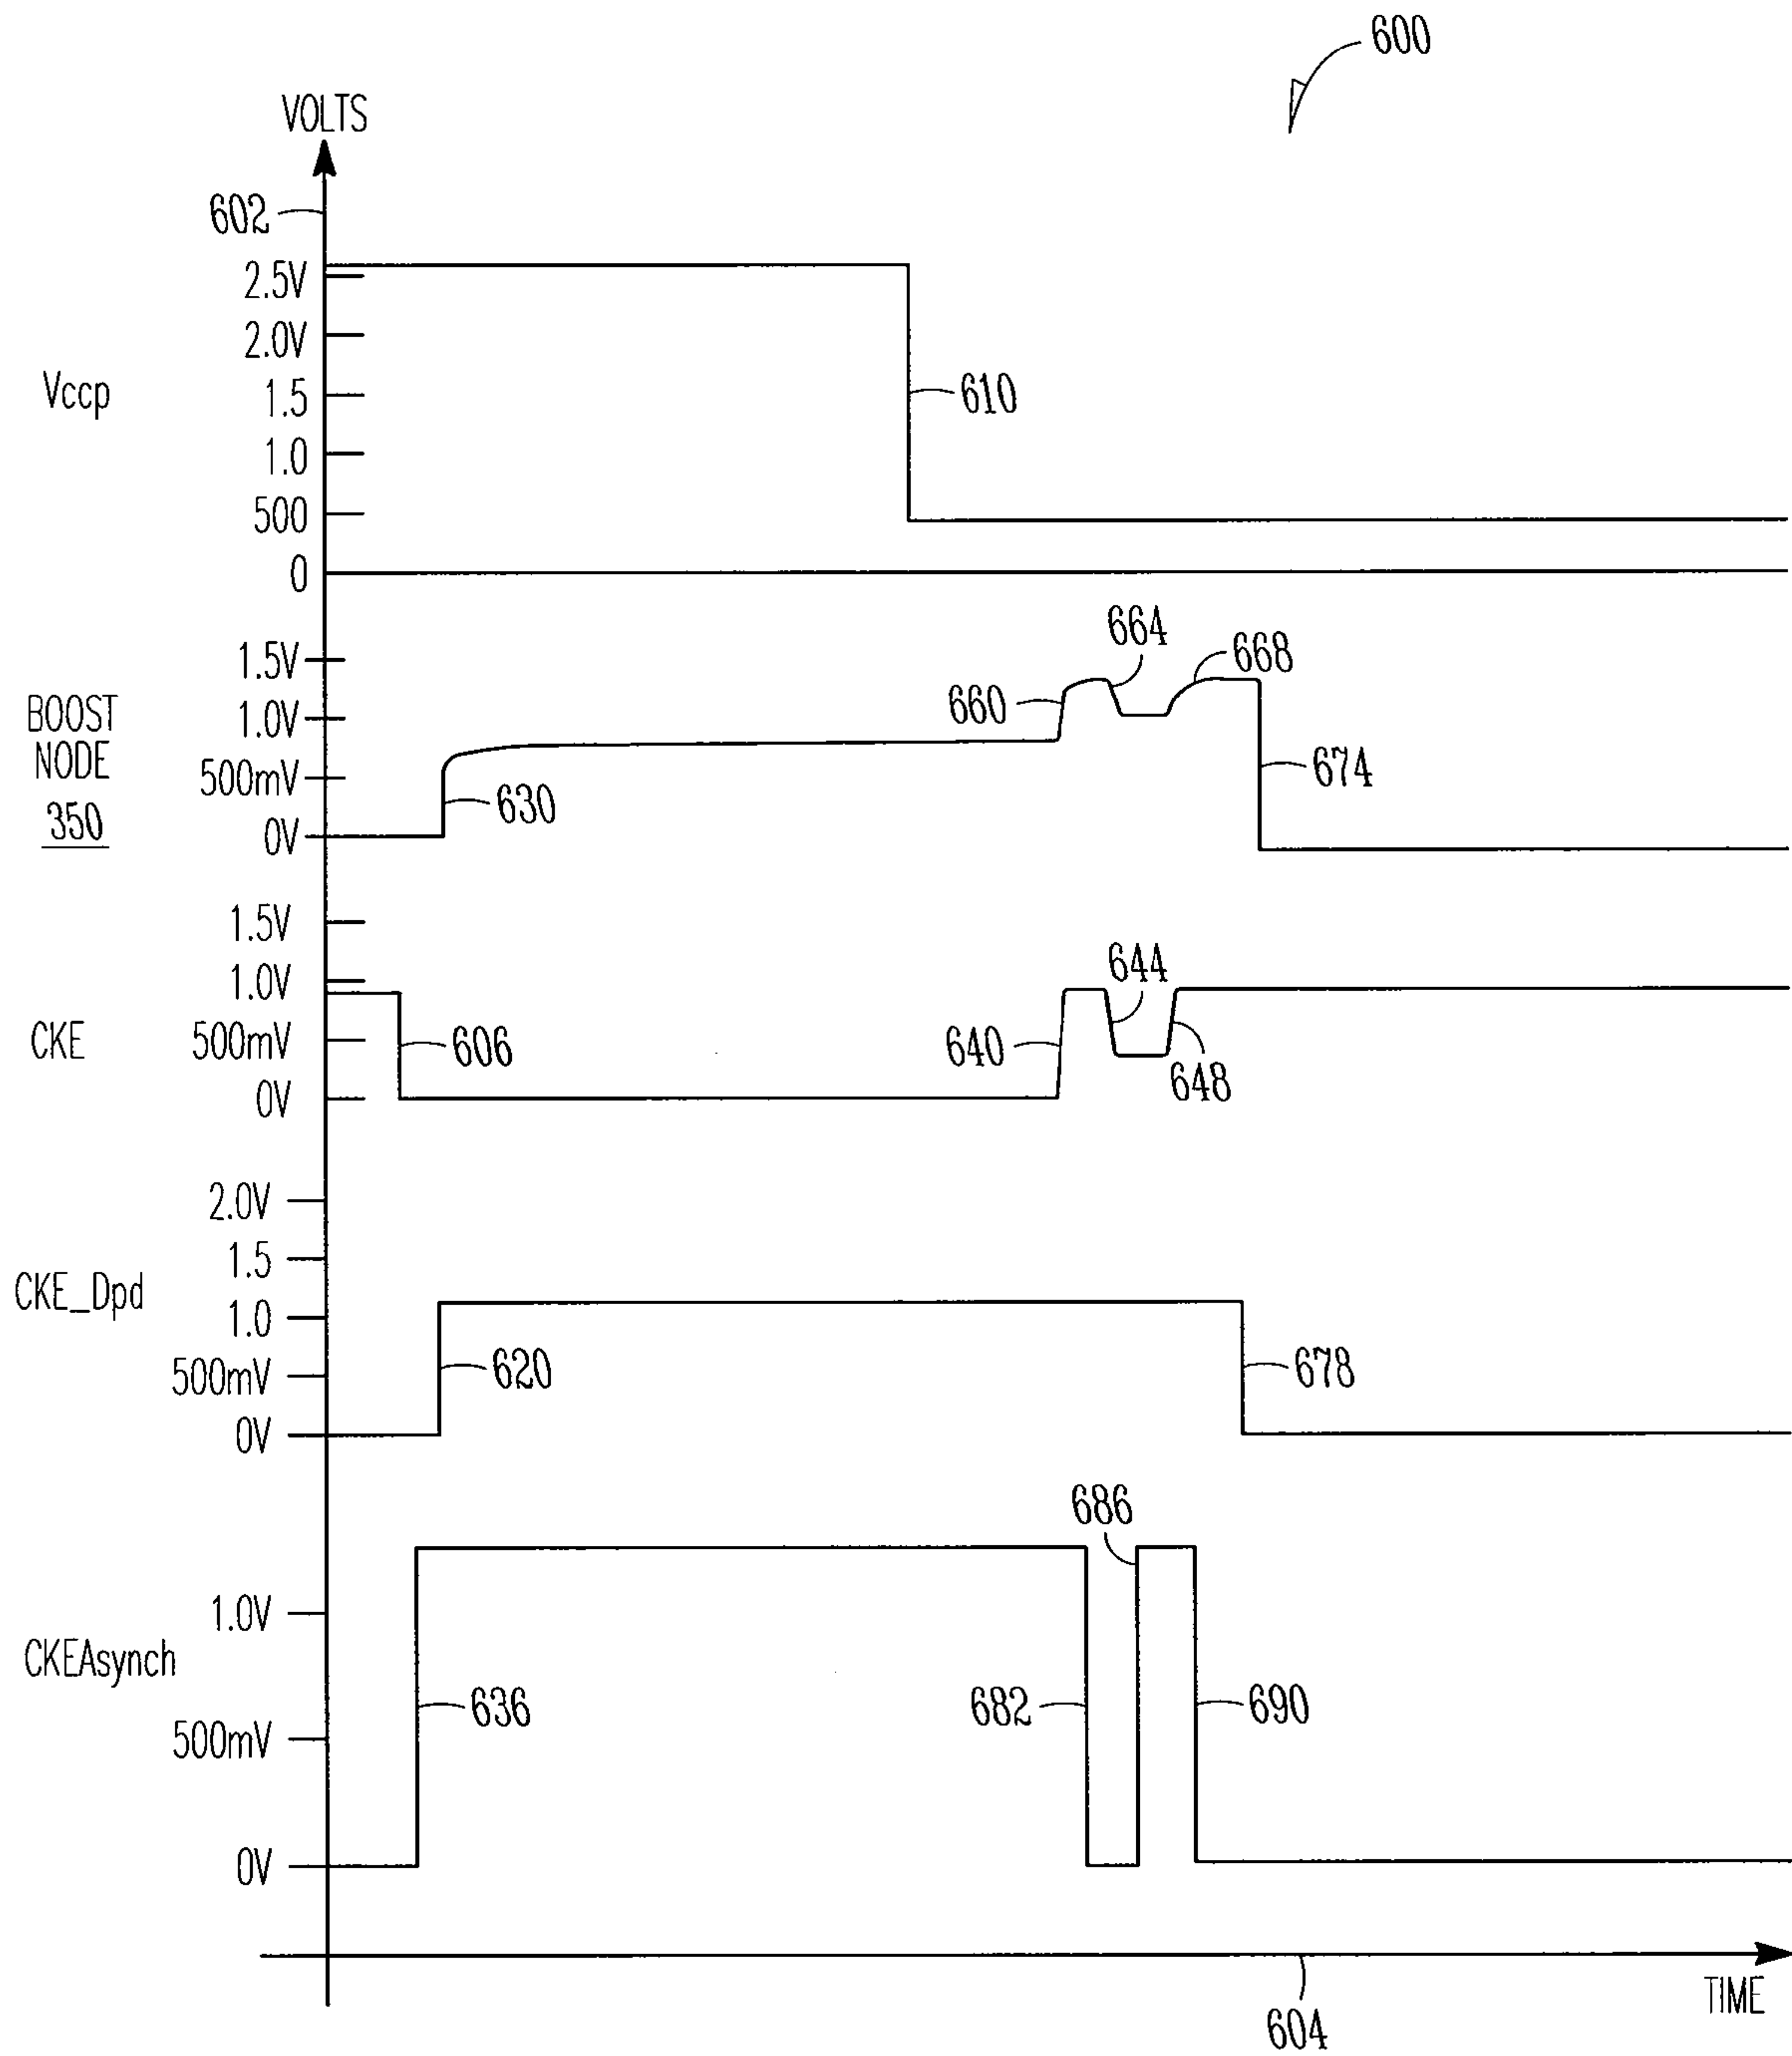 600
VOLTS
602
2.5V
2.0V
Vccp
1.5
610
1.0
500
0
664
1.5V
668
BOOST
NODE
350
1.0V
660
500mV
630
674
0V
1.5V
1.0V
644
CKE
500mV
606
640
648
0V
2.0V
1.5
CKE_Dpd
1.0
500mV
620
678
0V
686
1.0V
CKEAsynch
636
682
690
500mV
0V
TIME
604